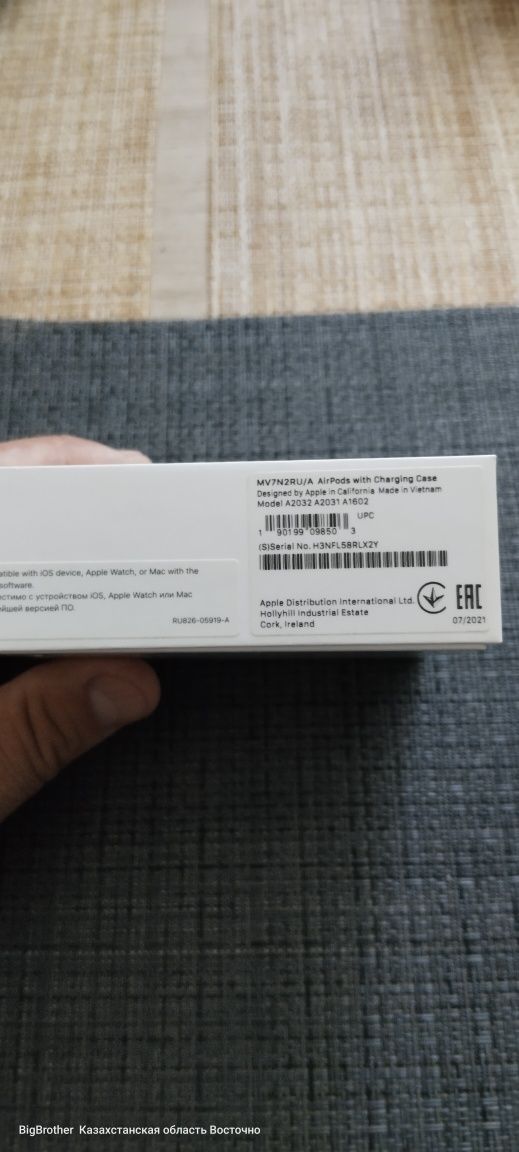 MV7N2RU/A AirPods with Charging Case
Designed by Apple in California Made in Vietnam
Model A2032 A2031 A1602
UPC
1 90199 09850 3
(S)Serial No. H3NFL58RLX2Y
Apple Distribution International Ltd.
Hollyhill Industrial Estate
Cork, Ireland
EAC
07/2021
with iOS device, Apple Watch, or Mac with the
software.
с устройством iOS, Apple Watch или Mac
версией ПО.
RU826-05919-A
BigBrother Казахстанская область Восточно